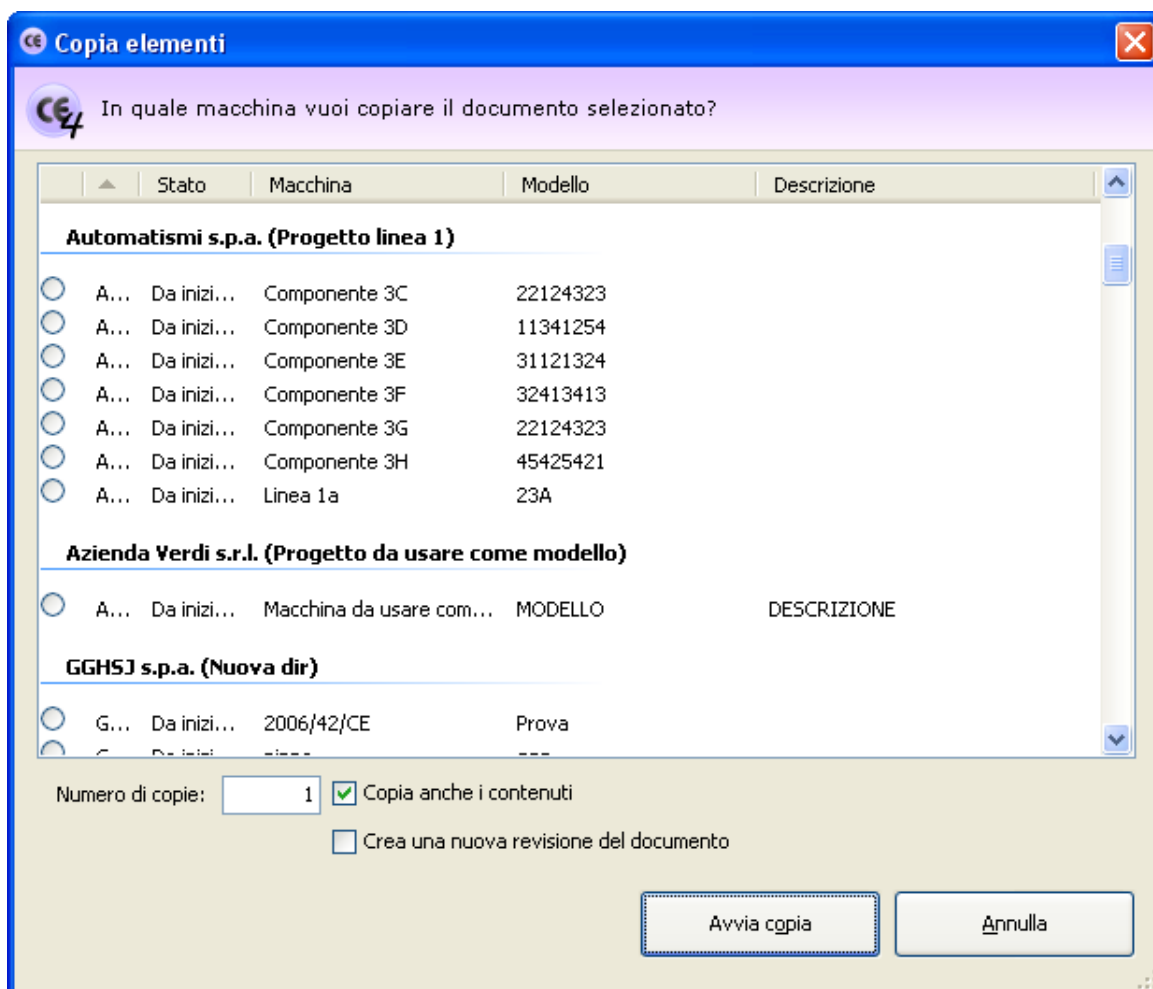 CE Copia elementi
CE4 In quale macchina vuoi copiare il documento selezionato?
Stato Macchina Modello Descrizione
Automatismi s.p.a. (Progetto linea 1)
A... Da inizi... Componente 3C 22124323
A... Da inizi... Componente 3D 11341254
A... Da inizi... Componente 3E 31121324
A... Da inizi... Componente 3F 32413413
A... Da inizi... Componente 3G 22124323
A... Da inizi... Componente 3H 45425421
A... Da inizi... Linea 1a 23A
Azienda Verdi s.r.l. (Progetto da usare come modello)
A... Da inizi... Macchina da usare com... MODELLO DESCRIZIONE
GGHSJ s.p.a. (Nuova dir)
G... Da inizi... 2006/42/CE Prova
Numero di copie: 1 Copia anche i contenuti
Crea una nuova revisione del documento
Avvia copia Annulla